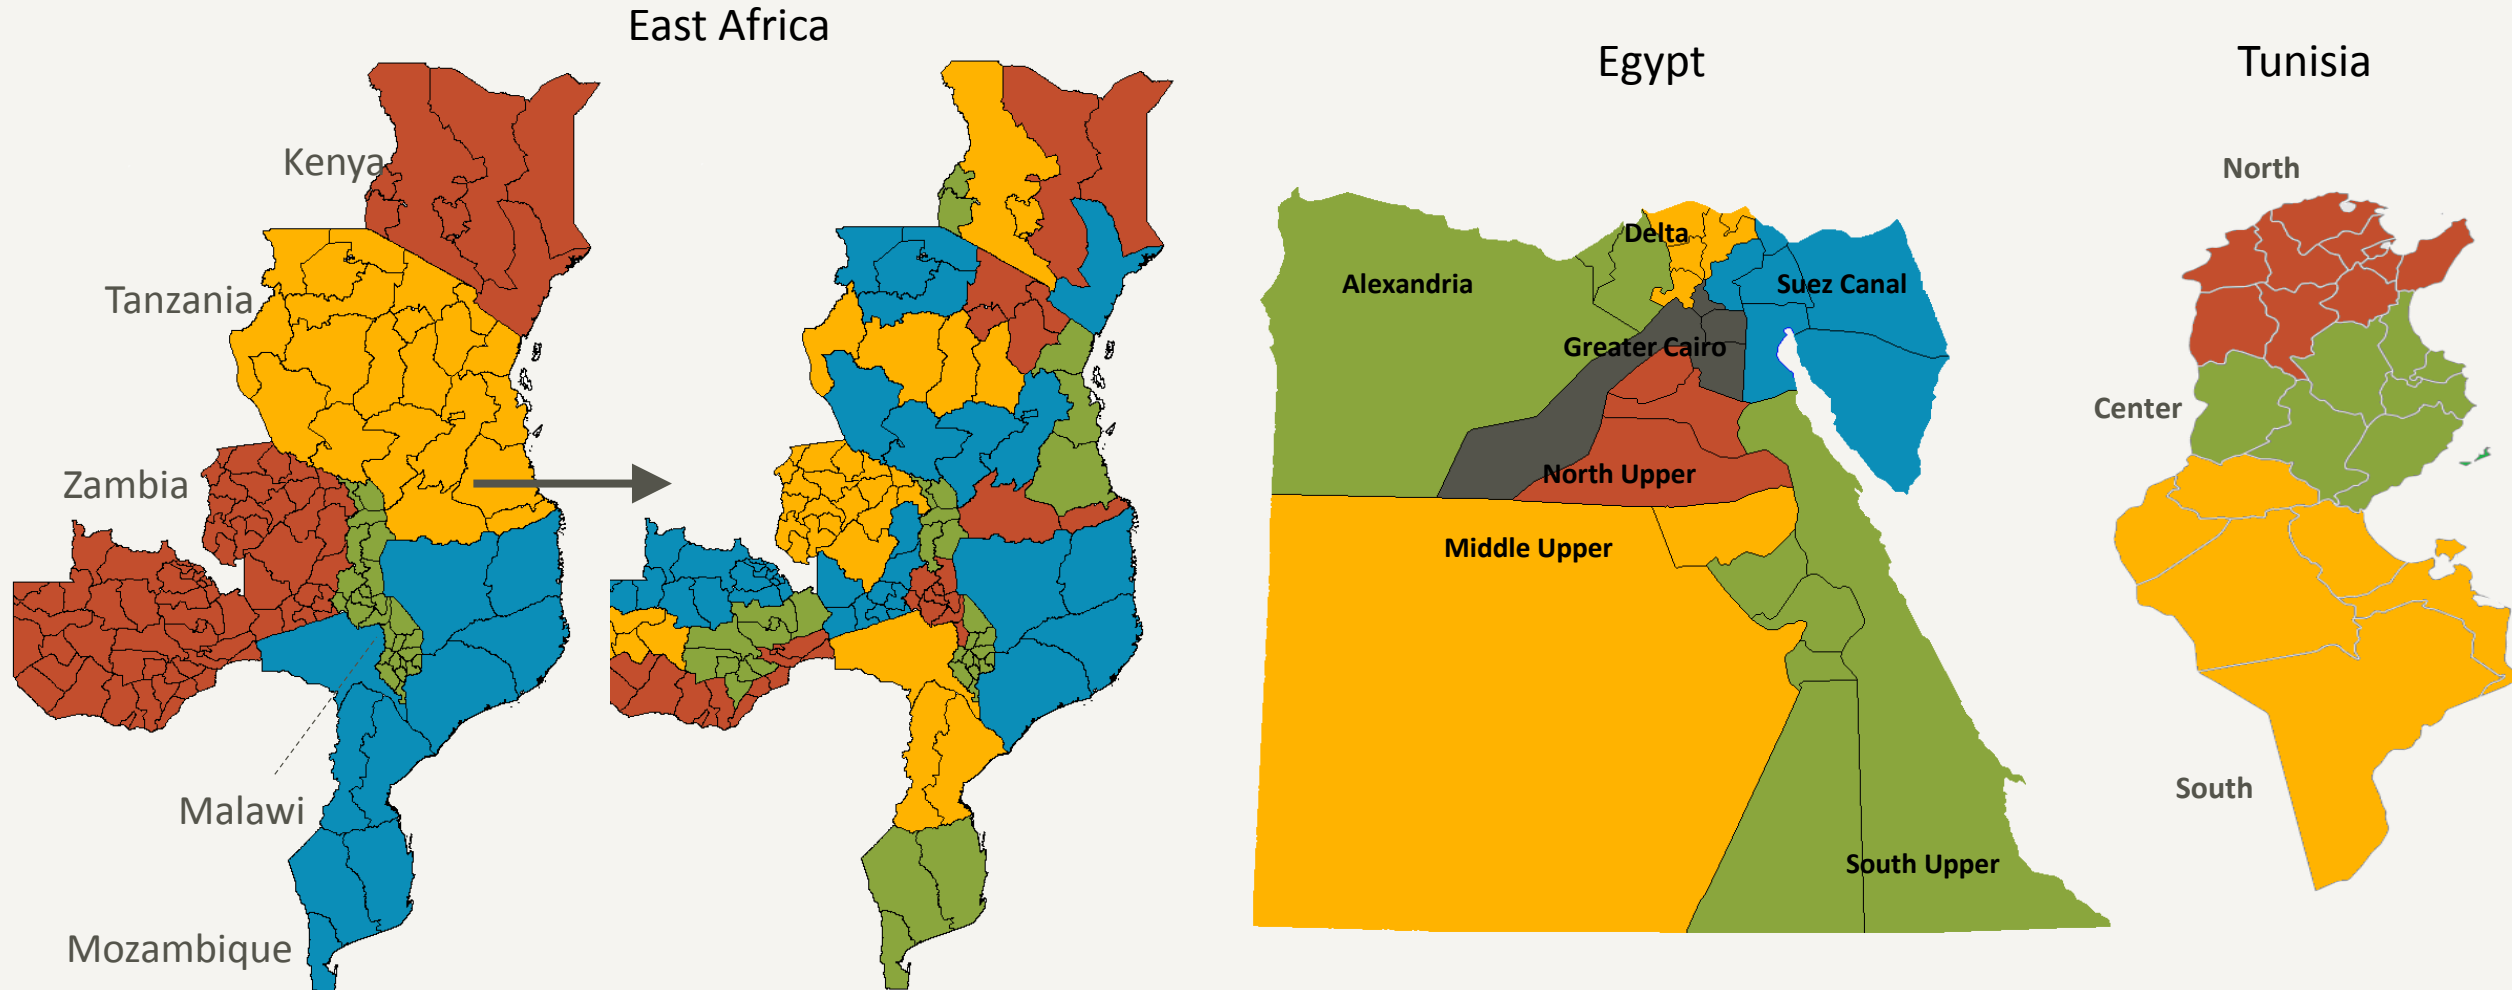 East Africa
Kenya
Tanzania
Zambia
Malawi
Mozambique
Egypt
Delta
Alexandria
Suez Canal
Greater Cairo
North Upper
Middle Upper
South Upper
Tunisia
North
Center
South